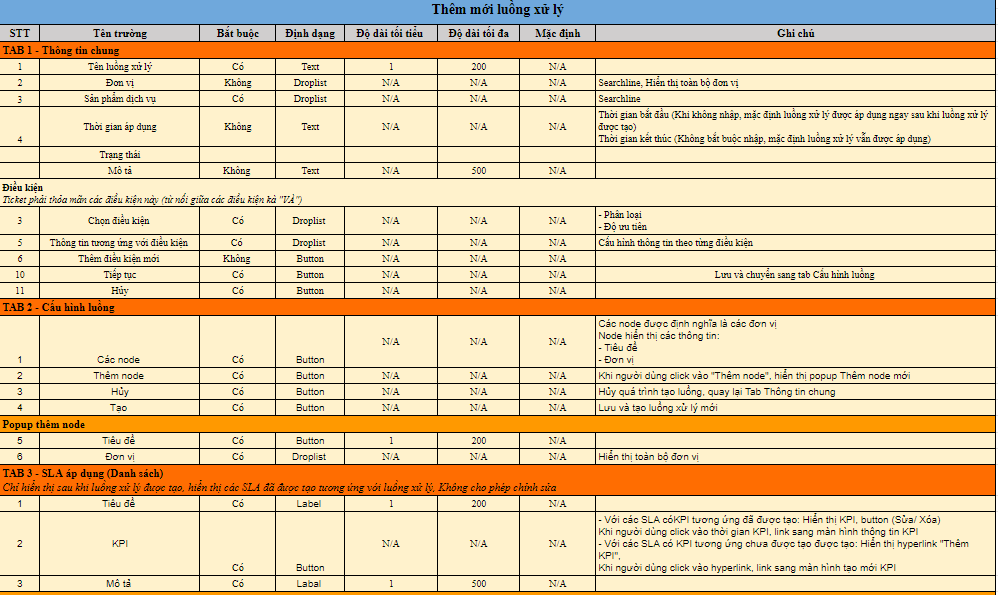 Thêm mới luồng xử lý
STT Tên trường Bắt buộc Định dạng Độ dài tối tiểu Độ dài tối đa Mặc định Ghi chú
TAB 1 - Thông tin chung
1 Tên luồng xử lý Có Text 1 200 N/A
2 Đơn vị Không Droplist N/A N/A N/A Searchline, Hiển thị toàn bộ đơn vị
3 Sản phẩm dịch vụ Có Droplist N/A N/A N/A Searchline
4 Thời gian áp dụng Không Text N/A N/A N/A Thời gian bắt đầu (Khi không nhập, mặc định luồng xử lý được áp dụng ngay sau khi luồng xử lý
được tạo)
Thời gian kết thúc (Không bắt buộc nhập, mặc định luồng xử lý vẫn được áp dụng)
Trạng thái
Mô tả Không Text N/A 500 N/A
Điều kiện
Ticket phải thỏa mãn các điều kiện này (từ nối giữa các điều kiện kà "VÀ")
3 Chọn điều kiện Có Droplist N/A N/A N/A - Phân loại
- Độ ưu tiên
5 Thông tin tương ứng với điều kiện Có Droplist N/A N/A N/A Cấu hình thông tin theo từng điều kiện
6 Thêm điều kiện mới Không Button N/A N/A N/A
10 Tiếp tục Có Button N/A N/A N/A Lưu và chuyển sang tab Cấu hình luồng
11 Hủy Có Button N/A N/A N/A
TAB 2 - Cấu hình luồng
1 Các node Có Button N/A N/A N/A Các node được định nghĩa là các đơn vị
Node hiển thị các thông tin:
- Tiêu đề
- Đơn vị
2 Thêm node Có Button N/A N/A N/A Khi người dùng click vào "Thêm node", hiển thị popup Thêm node mới
3 Hủy Có Button N/A N/A N/A Hủy quá trình tạo luồng, quay lại Tab Thông tin chung
4 Tạo Có Button N/A N/A N/A Lưu và tạo luồng xử lý mới
Popup thêm node
5 Tiêu đề Có Button 1 200 N/A
6 Đơn vị Có Droplist N/A N/A N/A Hiển thị toàn bộ đơn vị
TAB 3 - SLA áp dụng (Danh sách)
Chỉ hiển thị sau khi luồng xử lý được tạo, hiển thị các SLA đã được tạo tương ứng với luồng xử lý, Không cho phép chỉnh sửa
1 Tiêu đề Có Label 1 200 N/A
2 KPI Có Button N/A N/A N/A - Với các SLA cóKPI tương ứng đã được tạo: Hiển thị KPI, button (Sửa/ Xóa)
Khi người dùng click vào thời gian KPI, link sang màn hình thông tin KPI
- Với các SLA có KPI tương ứng chưa được tạo được tạo: Hiển thị hyperlink "Thêm
KPI",
Khi người dùng click vào hyperlink, link sang màn hình tạo mới KPI
3 Mô tả Có Labal 1 500 N/A